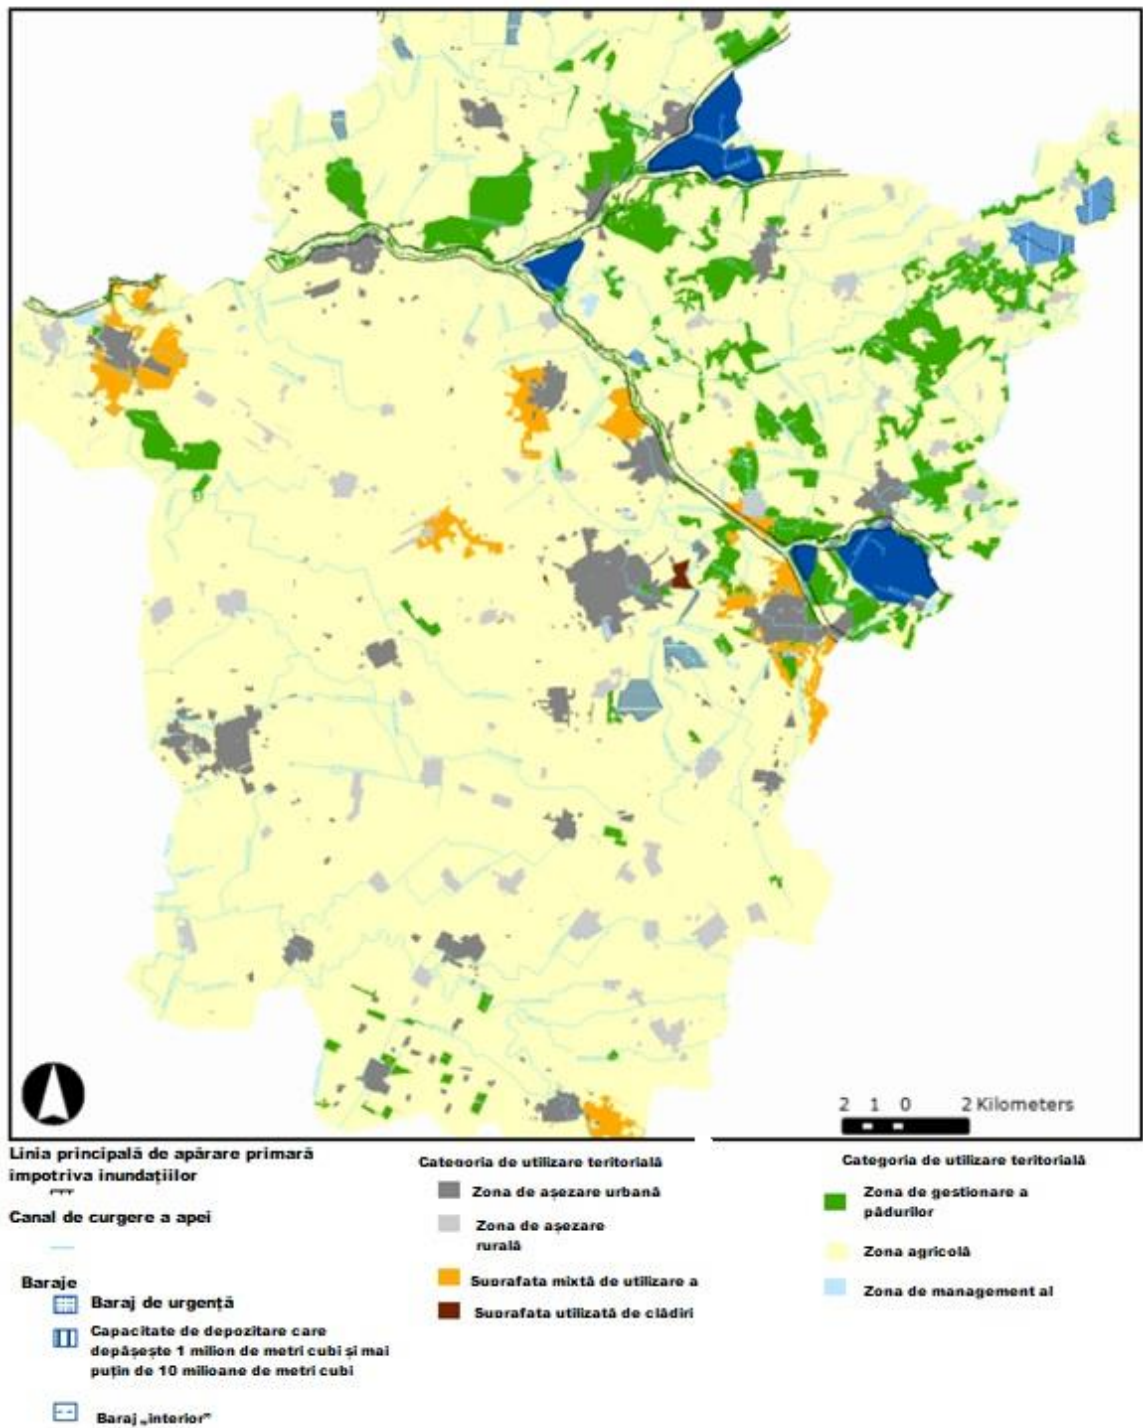 2 1 0 2 Kilometers
Linia principală de apărare primară
împotriva inundațiilor
Canal de curgere a apei
Baraje
Baraj de urgență
Capacitate de depozitare care
depășește 1 milion de metri cubi și mai
puțin de 10 milioane de metri cubi
Baraj „interior”
Categoria de utilizare teritorială
Zona de așezare urbană
Zona de așezare
rurală
Suprafata mixtă de utilizare a
Suprafata utilizată de clădiri
Categoria de utilizare teritorială
Zona de gestionare a
pădurilor
Zona agricolă
Zona de management al